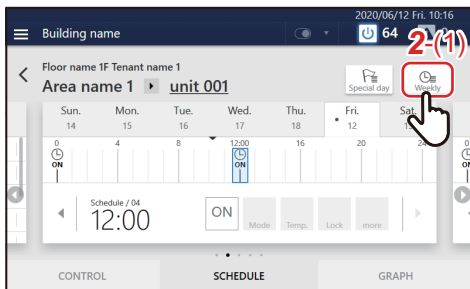 2020/06/12 Fri. 10:16
Building name
64
2-(1)
Floor name 1F Tenant name 1
Area name 1 unit 001
Special day
Weekly
Sun. Mon. Tue. Wed. Thu. Fri. Sat.
14 15 16 17 18 12
0 4 8 12:00 16 20 24
ON ON
Schedule / 04
12:00
ON Mode Temp. Lock more
CONTROL SCHEDULE GRAPH